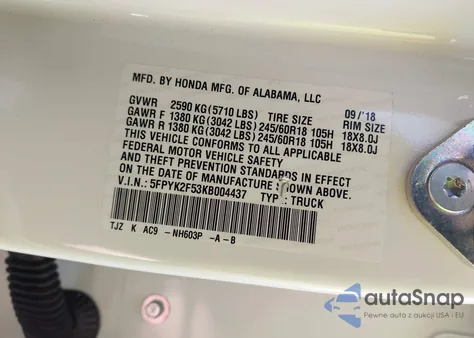 MFD. BY HONDA MFG. OF ALABAMA, LLC
GVWR 2590 KG (5710 LBS) TIRE SIZE 09/'18 RIM SIZE
GAWR F 1380 KG (3042 LBS) 245/60R18 105H 18X8.0J
GAWR R 1380 KG (3042 LBS) 245/60R18 105H 18X8.0J
THIS VEHICLE CONFORMS TO ALL APPLICABLE
FEDERAL MOTOR VEHICLE SAFETY
AND THEFT PREVENTION STANDARDS IN EFFECT
ON THE DATE OF MANUFACTURE SHOWN ABOVE.
V.I.N.: 5FPYK2F53KB004437 TYP : TRUCK
TJZ K AC9 -NH603P -A-B
autoSnap
Pewne auta z aukcji USA i EU